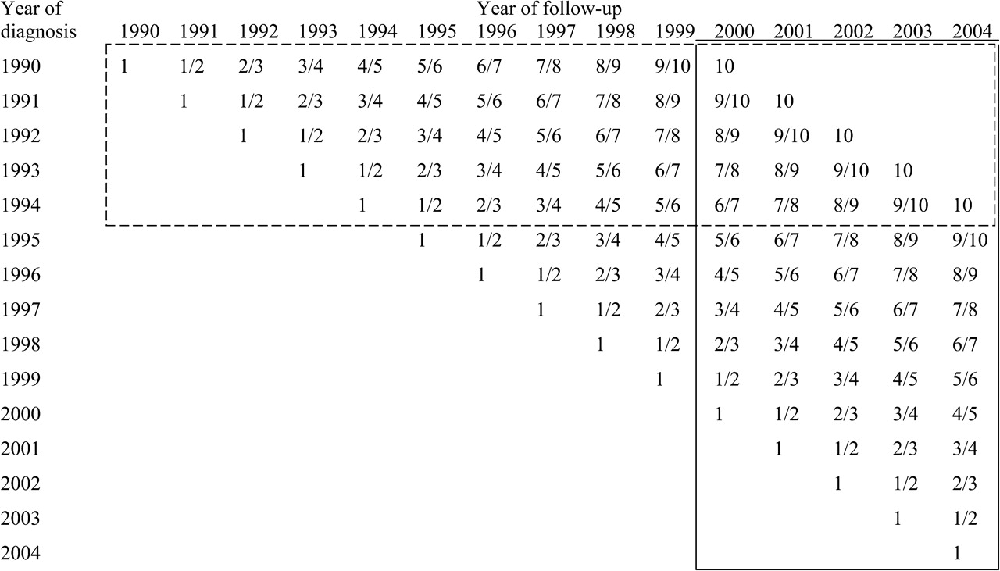 Year of Year of follow-up
diagnosis 1990 1991 1992 1993 1994 1995 1996 1997 1998 1999 2000 2001 2002 2003 2004
1990 1 1/2 2/3 3/4 4/5 5/6 6/7 7/8 8/9 9/10 10
1991 1 1/2 2/3 3/4 4/5 5/6 6/7 7/8 8/9 9/10 10
1992 1 1/2 2/3 3/4 4/5 5/6 6/7 7/8 8/9 9/10 10
1993 1 1/2 2/3 3/4 4/5 5/6 6/7 7/8 8/9 9/10 10
1994 1 1/2 2/3 3/4 4/5 5/6 6/7 7/8 8/9 9/10 10
1995 1 1/2 2/3 3/4 4/5 5/6 6/7 7/8 8/9 9/10
1996 1 1/2 2/3 3/4 4/5 5/6 6/7 7/8 8/9
1997 1 1/2 2/3 3/4 4/5 5/6 6/7 7/8
1998 1 1/2 2/3 3/4 4/5 5/6 6/7
1999 1 1/2 2/3 3/4 4/5 5/6
2000 1 1/2 2/3 3/4 4/5
2001 1 1/2 2/3 3/4
2002 1 1/2 2/3
2003 1 1/2
2004 1